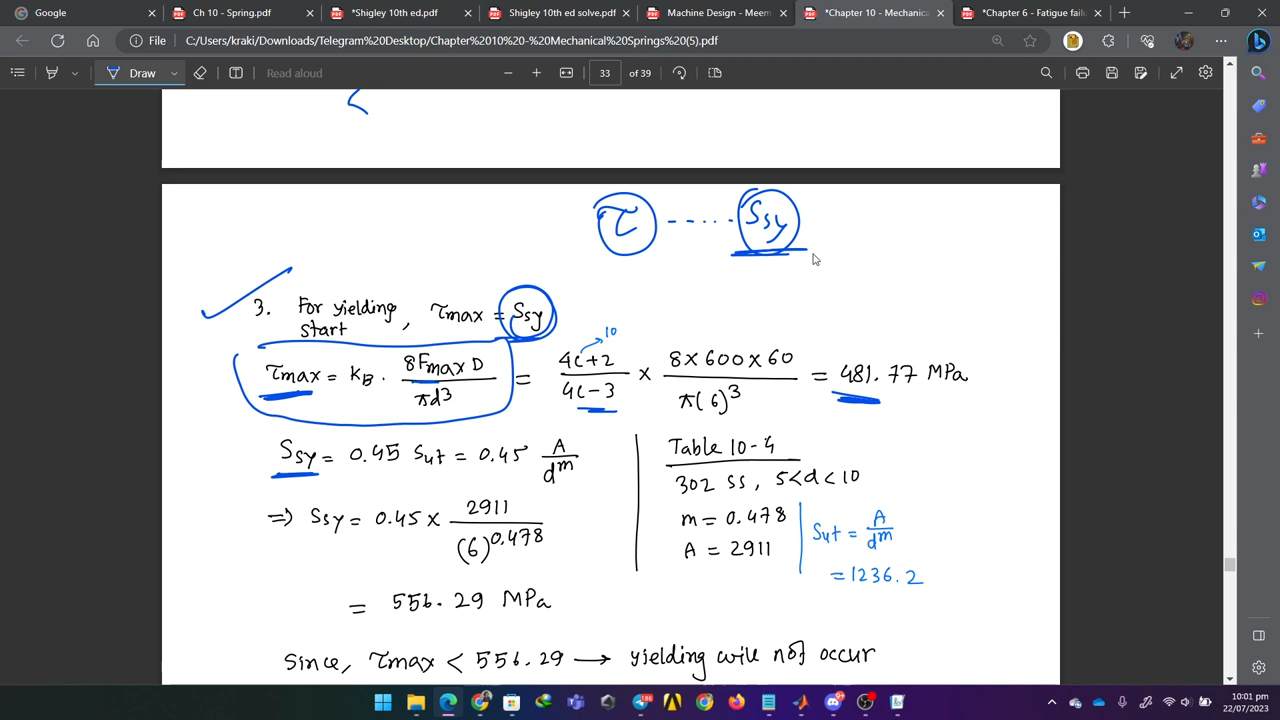 Google
Ch 10 - Spring.pdf
*Shigley 10th ed.pdf
Shigley 10th ed solve.pdf
Machine Design - Meem
*Chapter 10 - Mechanica
*Chapter 6 - Fatigue failu
File
C:/Users/kraki/Downloads/Telegram%20Desktop/Chapter%2010%20-%20Mechanical%20Springs%20(5).pdf
Draw
Read aloud
33 of 39
τ ----- Ssy
3. For yielding start, τmax = Ssy
10
τmax = KB · 8FmaxD / πd³ = 4C+2 / 4C-3 × 8×600×60 / π(6)³ = 481.77 MPa
Ssy = 0.45 Sut = 0.45 A / d^m
Table 10-4
302 SS, 5<d<10
⇒ Ssy = 0.45 × 2911 / (6)^0.478
m = 0.478
A = 2911
Sut = A / d^m
= 1236.2
= 556.29 MPa
Since, τmax < 556.29 → yielding will not occur
186
10:01 pm
22/07/2023